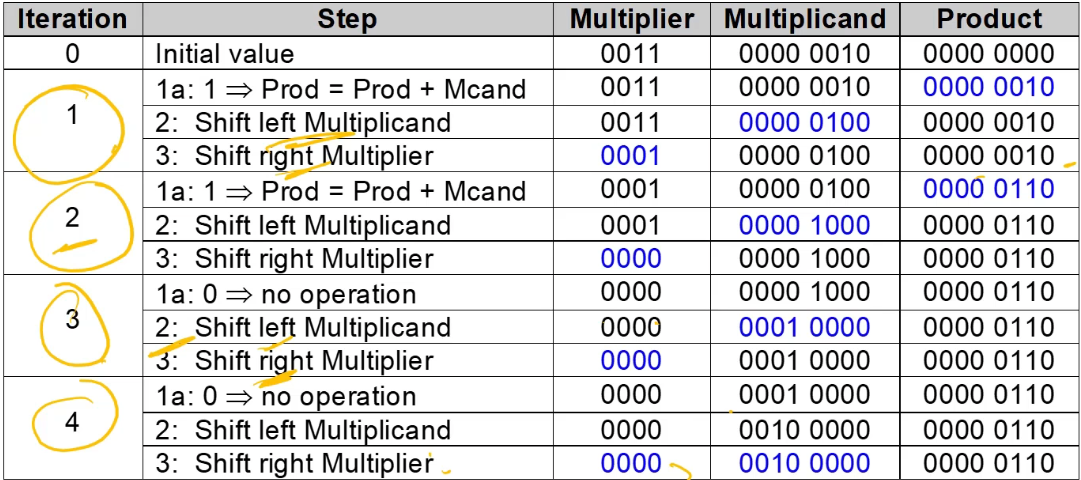 Iteration Step Multiplier Multiplicand Product
0 Initial value 0011 0000 0010 0000 0000
1a: 1 ⇒ Prod = Prod + Mcand 0011 0000 0010 0000 0010
1 2: Shift left Multiplicand 0011 0000 0100 0000 0010
3: Shift right Multiplier 0001 0000 0100 0000 0010
1a: 1 ⇒ Prod = Prod + Mcand 0001 0000 0100 0000 0110
2 2: Shift left Multiplicand 0001 0000 1000 0000 0110
3: Shift right Multiplier 0000 0000 1000 0000 0110
1a: 0 ⇒ no operation 0000 0000 1000 0000 0110
3 2: Shift left Multiplicand 0000 0001 0000 0000 0110
3: Shift right Multiplier 0000 0001 0000 0000 0110
1a: 0 ⇒ no operation 0000 0001 0000 0000 0110
4 2: Shift left Multiplicand 0000 0010 0000 0000 0110
3: Shift right Multiplier 0000 0010 0000 0000 0110